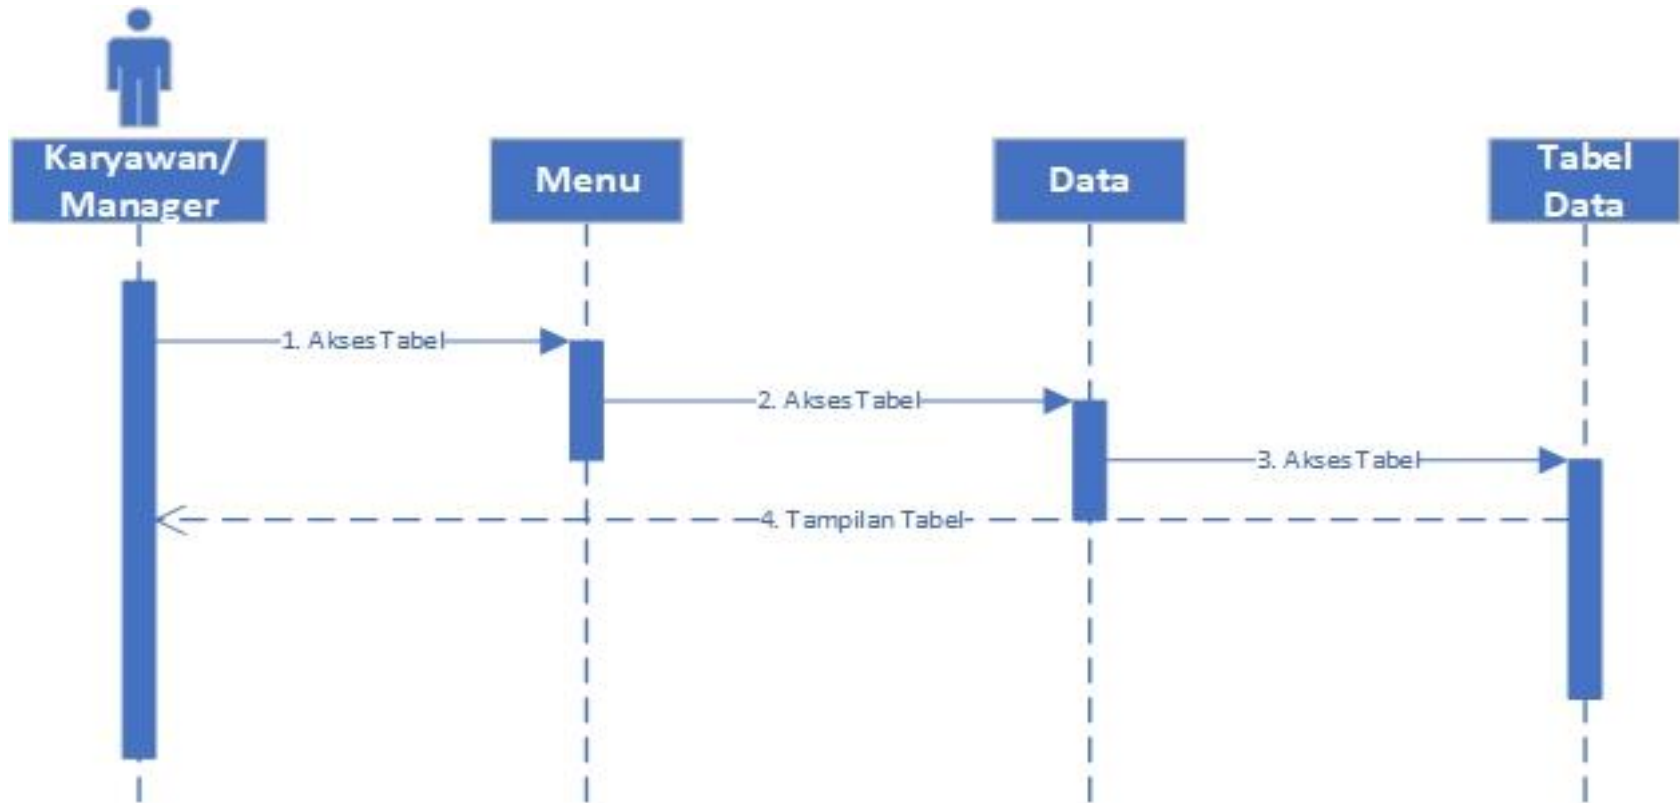 Karyawan/
Manager
Menu
Data
Tabel
Data
1. Akses Tabel
2. Akses Tabel
3. Akses Tabel
4. Tampilan Tabel